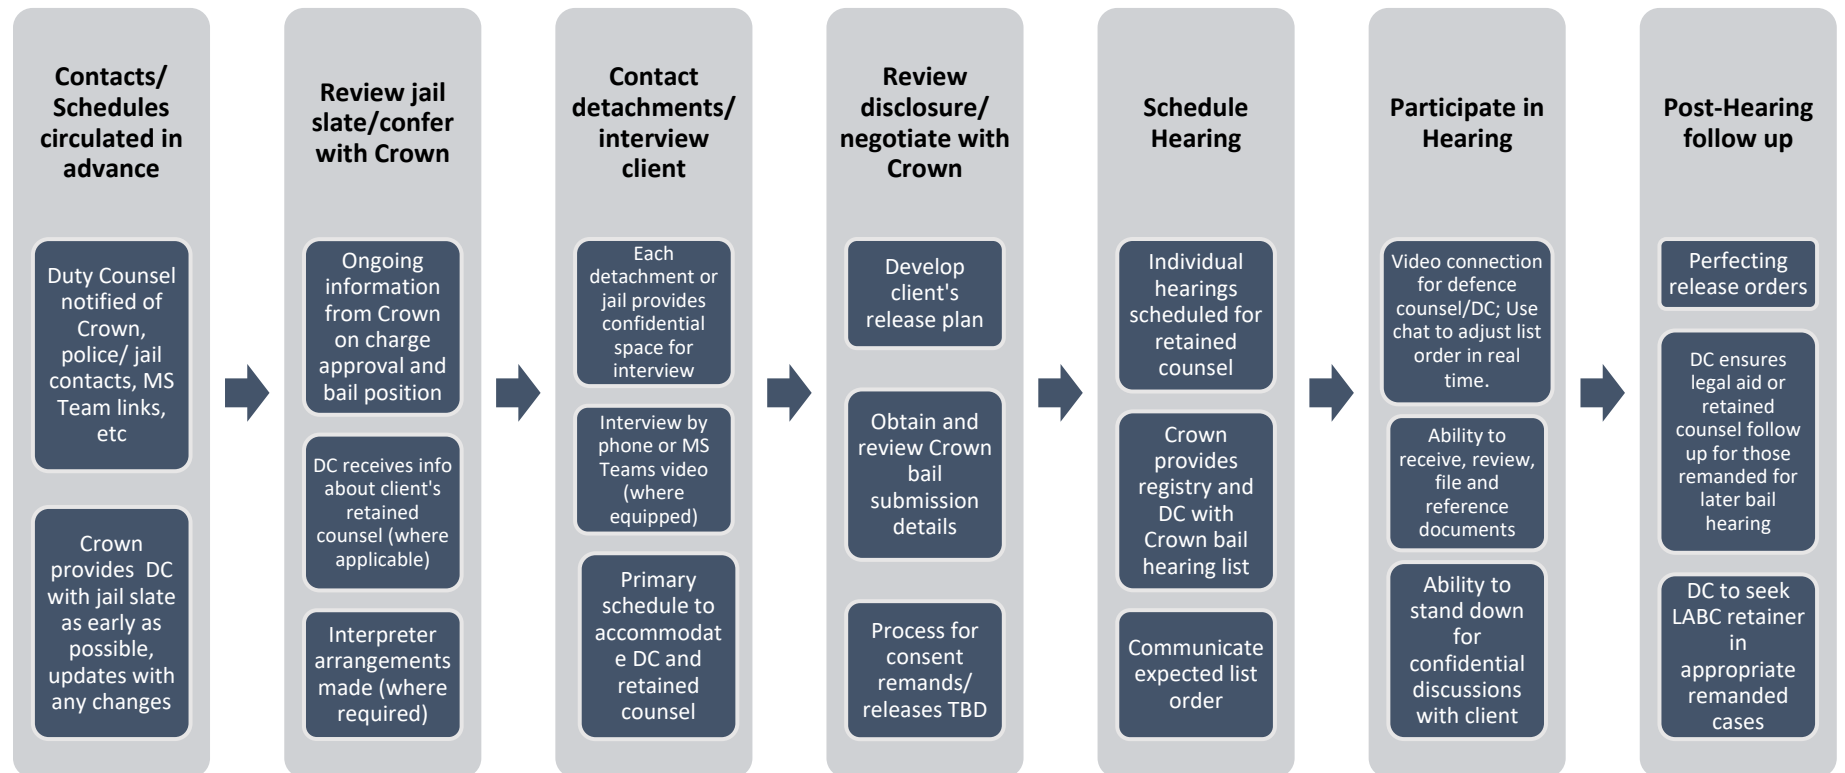 Contacts/
Schedules
circulated in
advance
Duty Counsel
notified of
Crown,
police/ jail
contacts, MS
Team links,
etc
Crown
provides DC
with jail slate
as early as
possible,
updates with
any changes
Review jail
slate/confer
with Crown
Ongoing
information
from Crown
on charge
approval and
bail position
DC receives info
about client's
retained
counsel (where
applicable)
Interpreter
arrangements
made (where
required)
Contact
detachments/
interview
client
Each
detachment or
jail provides
confidential
space for
interview
Interview by
phone or MS
Teams video
(where
equipped)
Primary
schedule to
accommodat
e DC and
retained
counsel
Review
disclosure/
negotiate with
Crown
Develop
client's
release plan
Obtain and
review Crown
bail
submission
details
Process for
consent
remands/
releases TBD
Schedule
Hearing
Individual
hearings
scheduled for
retained
counsel
Crown
provides
registry and
DC with
Crown bail
hearing list
Communicate
expected list
order
Participate in
Hearing
Video connection
for defence
counsel/DC; Use
chat to adjust list
order in real
time.
Ability to
receive, review,
file and
reference
documents
Ability to
stand down
for
confidential
discussions
with client
Post-Hearing
follow up
Perfecting
release orders
DC ensures
legal aid or
retained
counsel follow
up for those
remanded for
later bail
hearing
DC to seek
LABC retainer
in
appropriate
remanded
cases